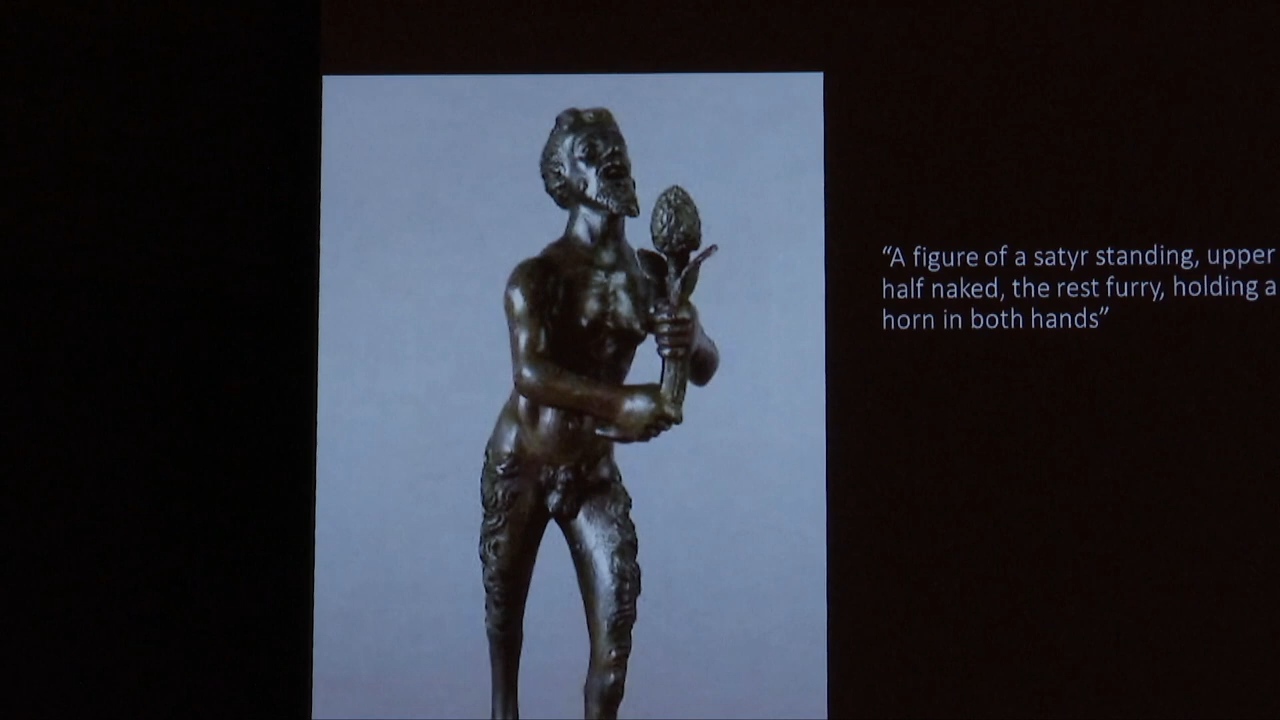 “A figure of a satyr standing, upper
half naked, the rest furry, holding a
horn in both hands”